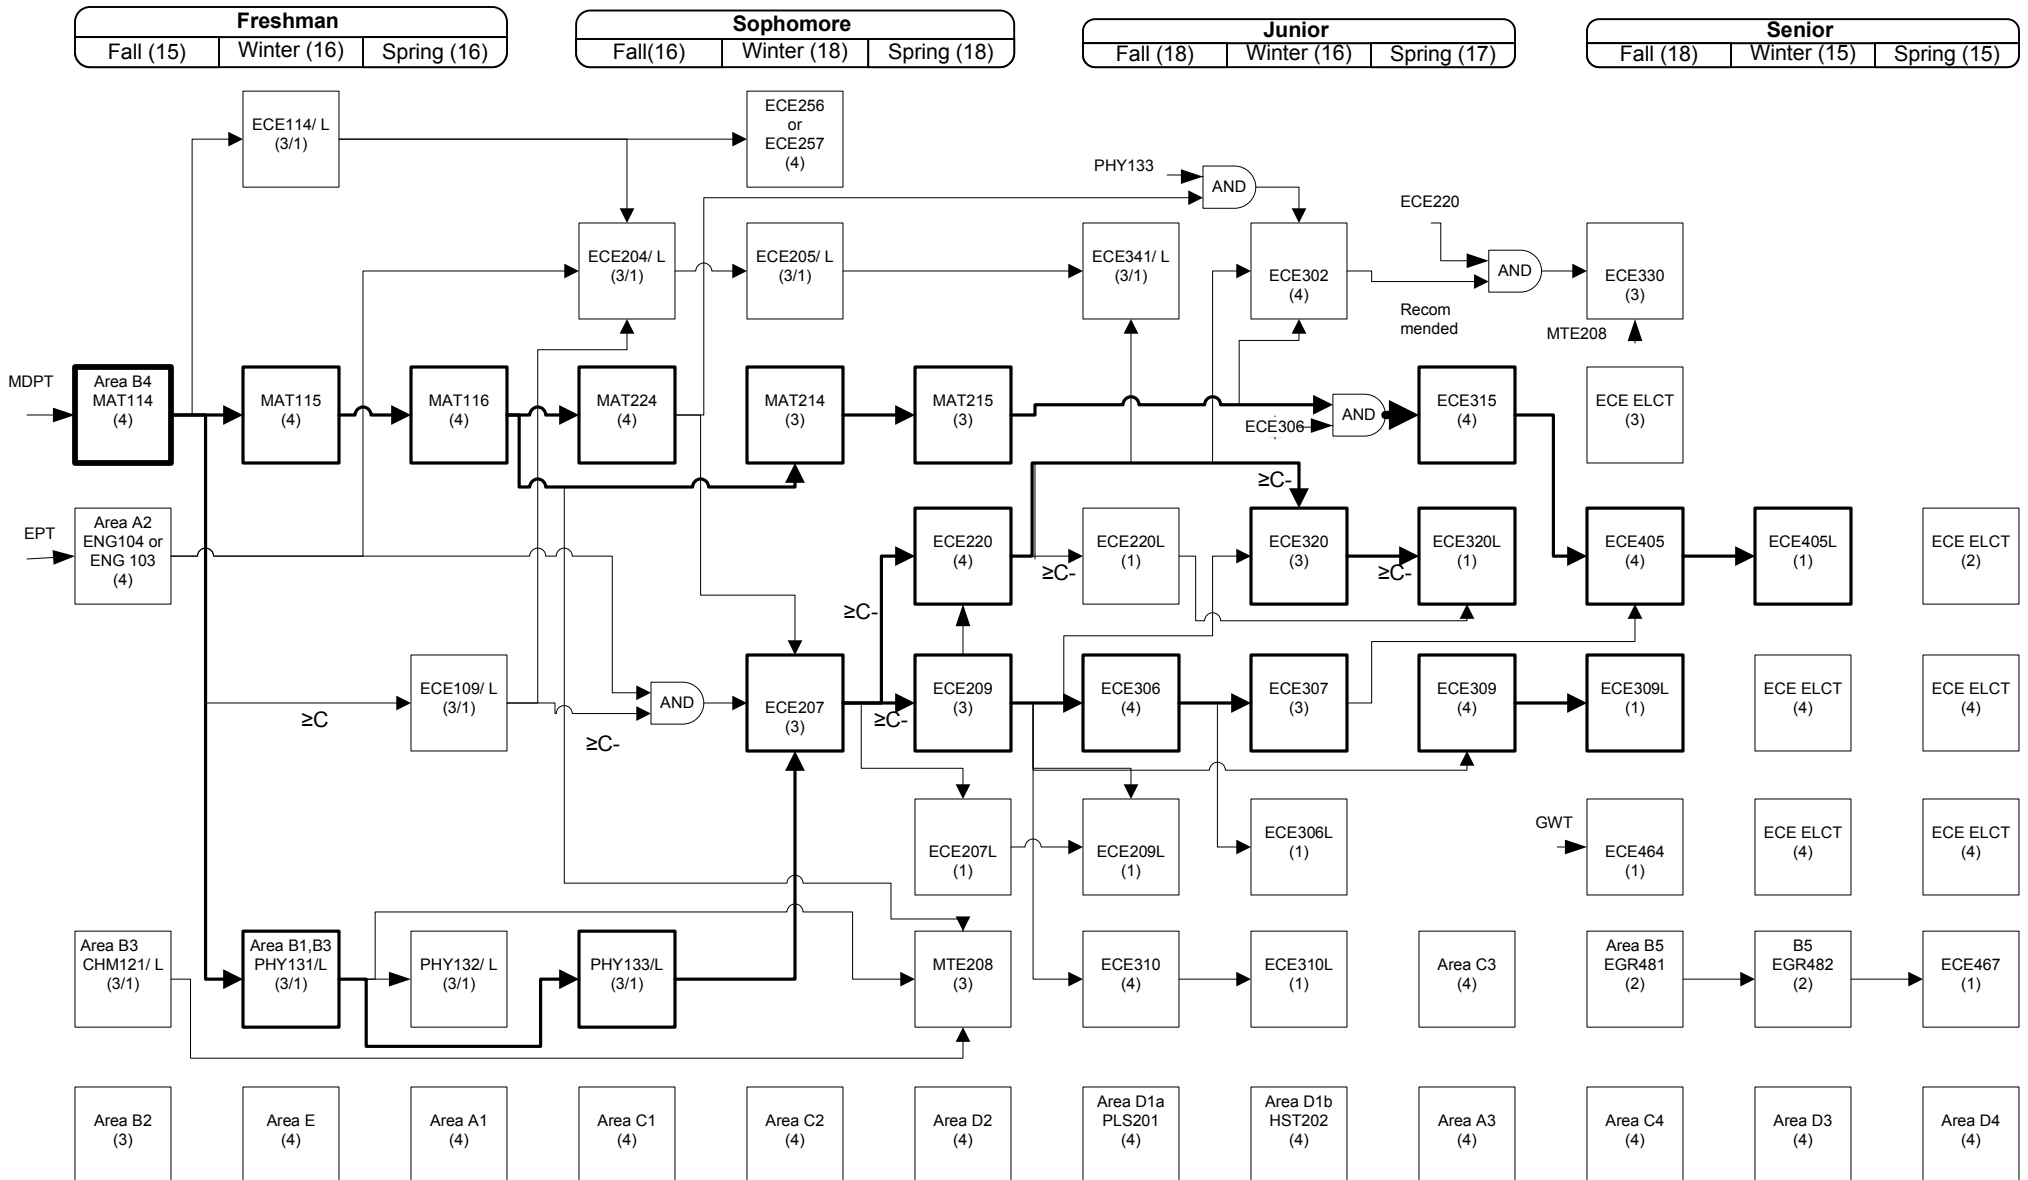 Freshman
Fall (15)
Winter (16)
Spring (16)
Sophomore
Fall(16)
Winter (18)
Spring (18)
Junior
Fall (18)
Winter (16)
Spring (17)
Senior
Fall (18)
Winter (15)
Spring (15)
ECE114/ L
(3/1)
ECE256
or
ECE257
(4)
PHY133
AND
ECE220
ECE204/ L
(3/1)
ECE205/ L
(3/1)
ECE341/ L
(3/1)
ECE302
(4)
Recom
mended
AND
ECE330
(3)
MTE208
MDPT
Area B4
MAT114
(4)
MAT115
(4)
MAT116
(4)
MAT224
(4)
MAT214
(3)
MAT215
(3)
ECE306
AND
ECE315
(4)
ECE ELCT
(3)
≥C-
EPT
Area A2
ENG104 or
ENG 103
(4)
ECE220
(4)
≥C-
ECE220L
(1)
ECE320
(3)
≥C-
ECE320L
(1)
ECE405
(4)
ECE405L
(1)
ECE ELCT
(2)
≥C-
≥C
ECE109/ L
(3/1)
≥C-
AND
ECE207
(3)
≥C-
ECE209
(3)
ECE306
(4)
ECE307
(3)
ECE309
(4)
ECE309L
(1)
ECE ELCT
(4)
ECE ELCT
(4)
ECE207L
(1)
ECE209L
(1)
ECE306L
(1)
GWT
ECE464
(1)
ECE ELCT
(4)
ECE ELCT
(4)
Area B3
CHM121/ L
(3/1)
Area B1,B3
PHY131/L
(3/1)
PHY132/ L
(3/1)
PHY133/L
(3/1)
MTE208
(3)
ECE310
(4)
ECE310L
(1)
Area C3
(4)
Area B5
EGR481
(2)
B5
EGR482
(2)
ECE467
(1)
Area B2
(3)
Area E
(4)
Area A1
(4)
Area C1
(4)
Area C2
(4)
Area D2
(4)
Area D1a
PLS201
(4)
Area D1b
HST202
(4)
Area A3
(4)
Area C4
(4)
Area D3
(4)
Area D4
(4)